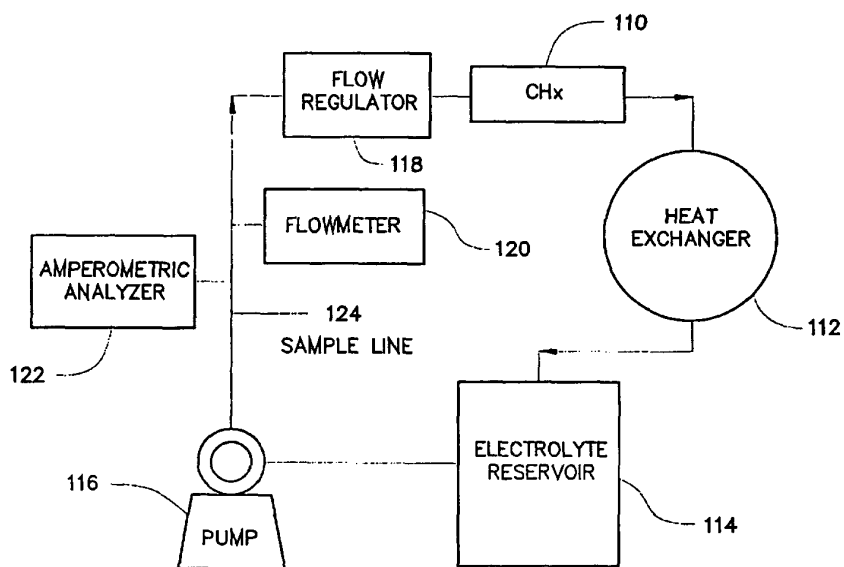 110
FLOW
REGULATOR
CHx
118
HEAT
EXCHANGER
FLOWMETER
120
AMPEROMETRIC
ANALYZER
124
SAMPLE LINE
112
122
ELECTROLYTE
RESERVOIR
116
114
PUMP